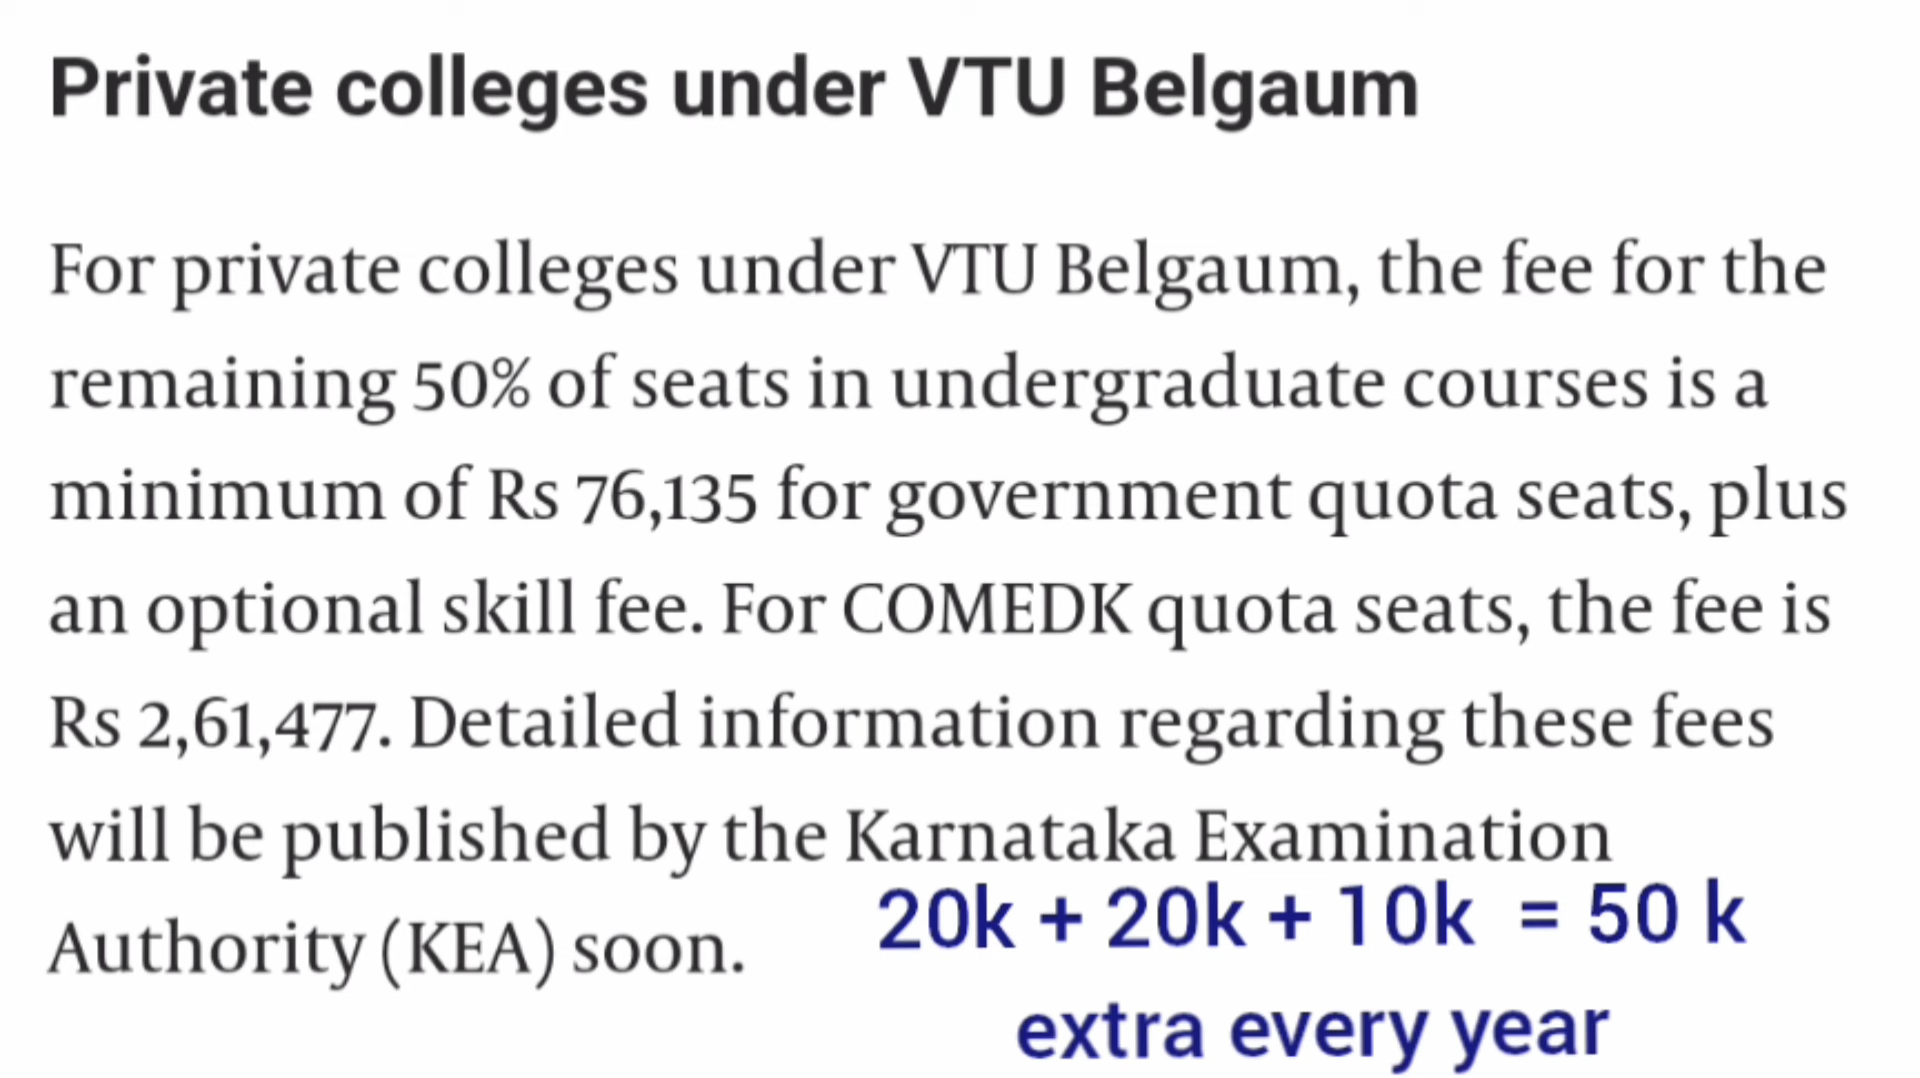 Private colleges under VTU Belgaum
For private colleges under VTU Belgaum, the fee for the
remaining 50% of seats in undergraduate courses is a
minimum of Rs 76,135 for government quota seats, plus
an optional skill fee. For COMEDK quota seats, the fee is
Rs 2,61,477. Detailed information regarding these fees
will be published by the Karnataka Examination
Authority (KEA) soon.
20k + 20k + 10k = 50 k
extra every year